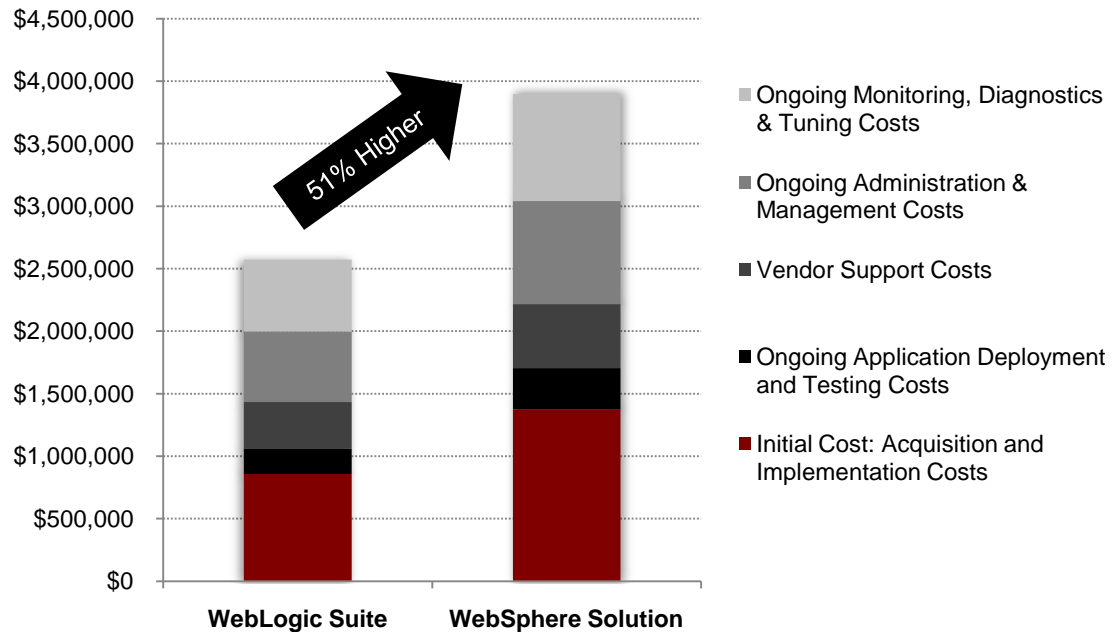 $4,500,000
$4,000,000
$3,500,000
$3,000,000
$2,500,000
$2,000,000
$1,500,000
$1,000,000
$500,000
$0
51% Higher
WebLogic Suite
WebSphere Solution
Ongoing Monitoring, Diagnostics
& Tuning Costs
Ongoing Administration &
Management Costs
Vendor Support Costs
Ongoing Application Deployment
and Testing Costs
Initial Cost: Acquisition and
Implementation Costs